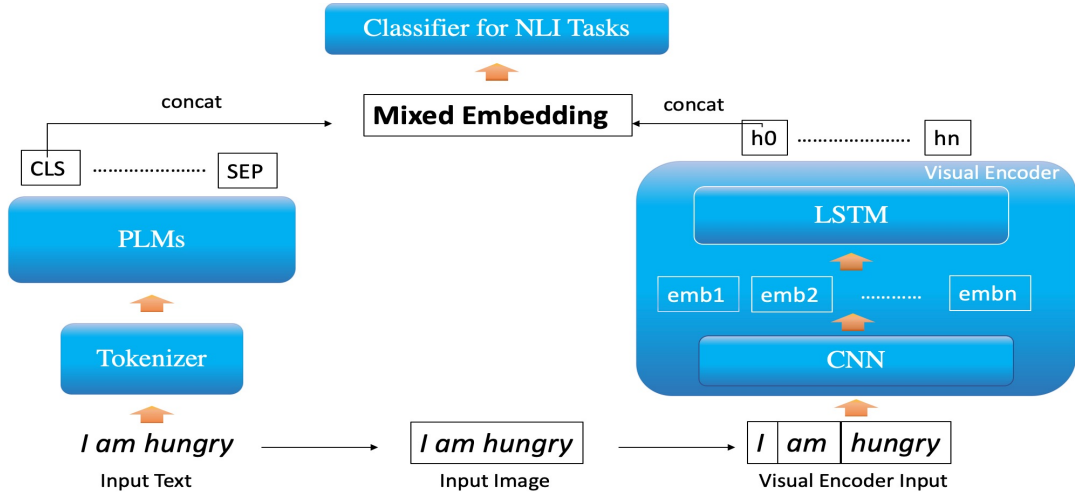 Classifier for NLI Tasks
concat
Mixed Embedding
concat
CLS ...................... SEP
h0 ...................... hn
Visual Encoder
PLMs
LSTM
emb1 emb2 ............ embn
Tokenizer
CNN
I am hungry
I am hungry
I am hungry
Input Text
Input Image
Visual Encoder Input